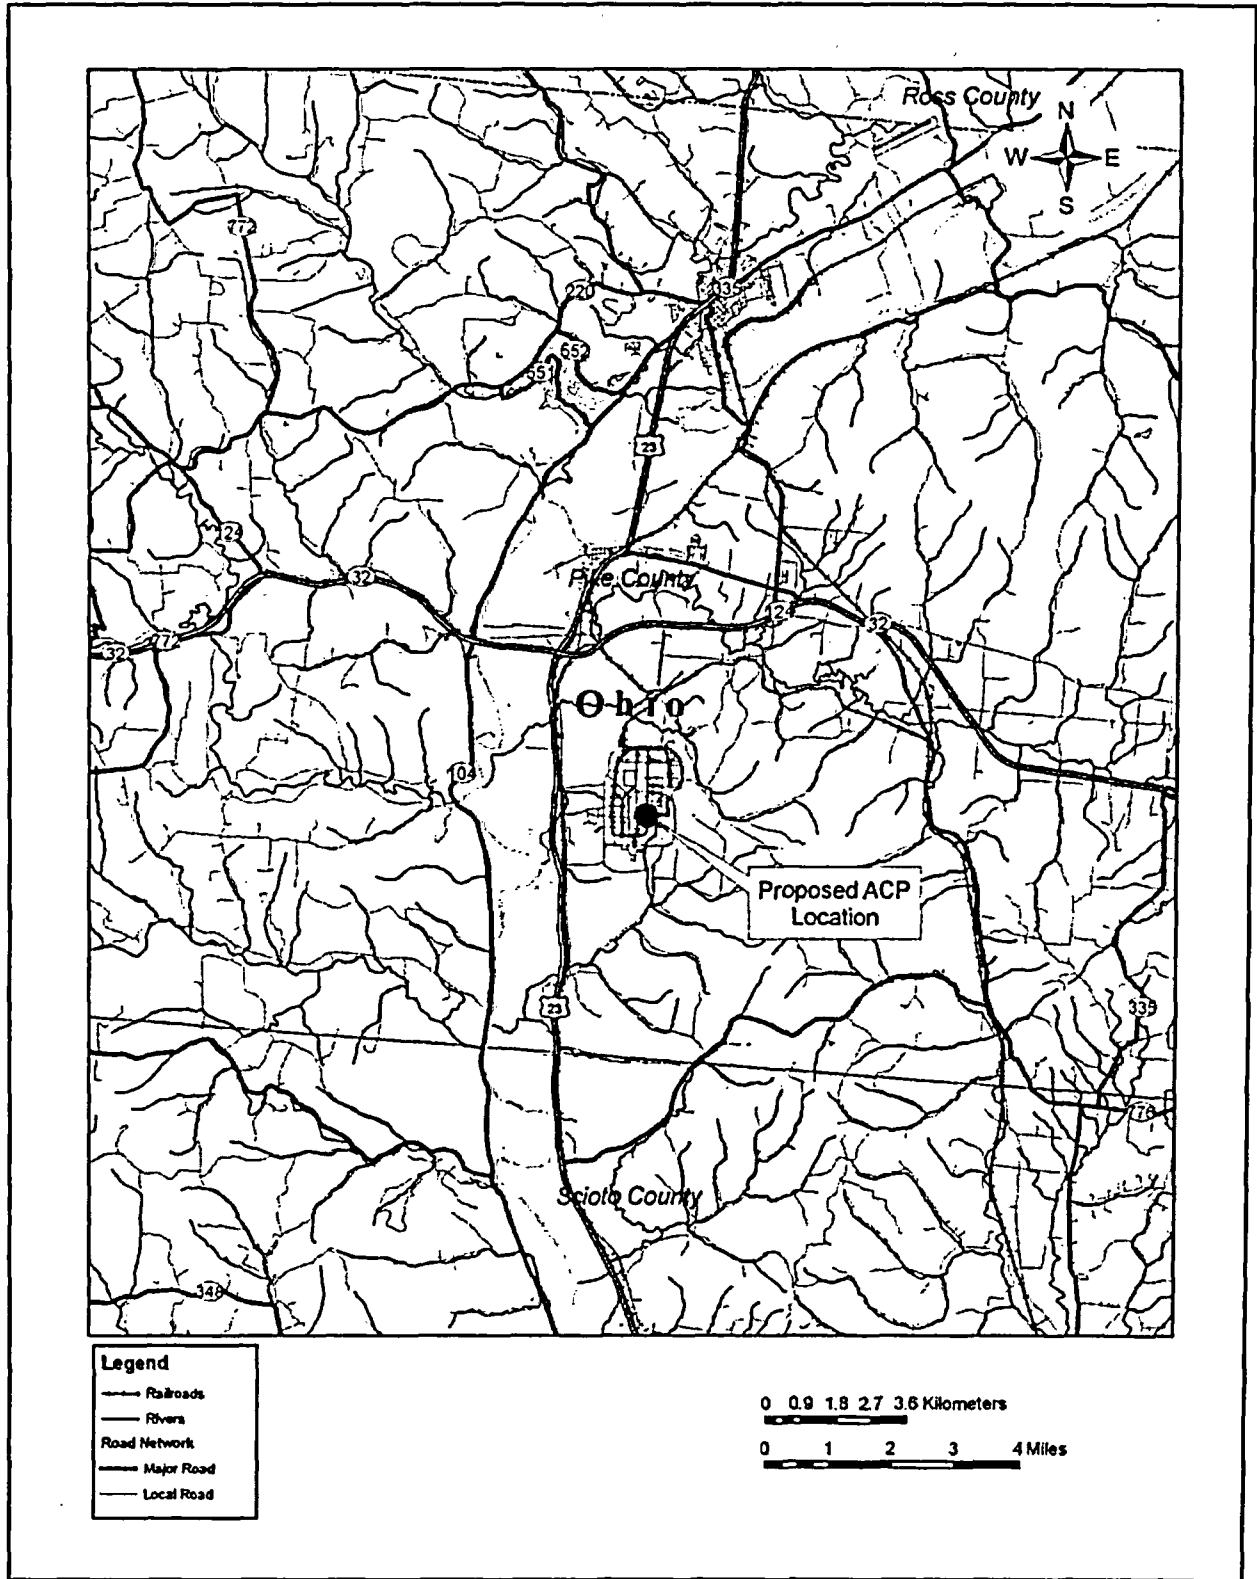 Ross County
N
W E
S
772
220
035
552
551
23
124
32
Pike County
124
32
32
772
Ohio
104
Proposed ACP
Location
23
335
776
Scioto County
348
Legend
Railroads
Rivers
Road Network
Major Road
Local Road
0 0.9 1.8 2.7 3.6 Kilometers
0 1 2 3 4 Miles